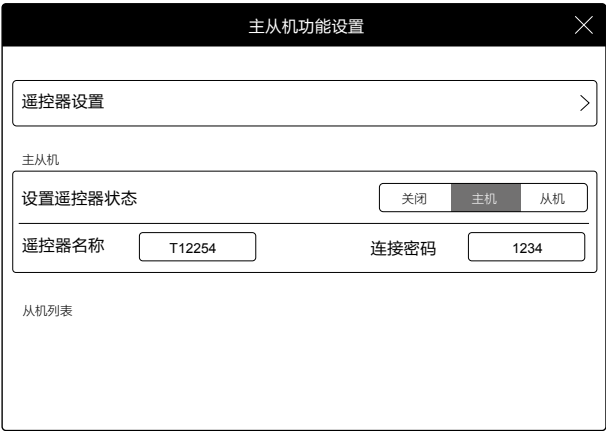 主从机功能设置
遥控器设置
主从机
设置遥控器状态 关闭 主机 从机
遥控器名称 T12254 连接密码 1234
从机列表